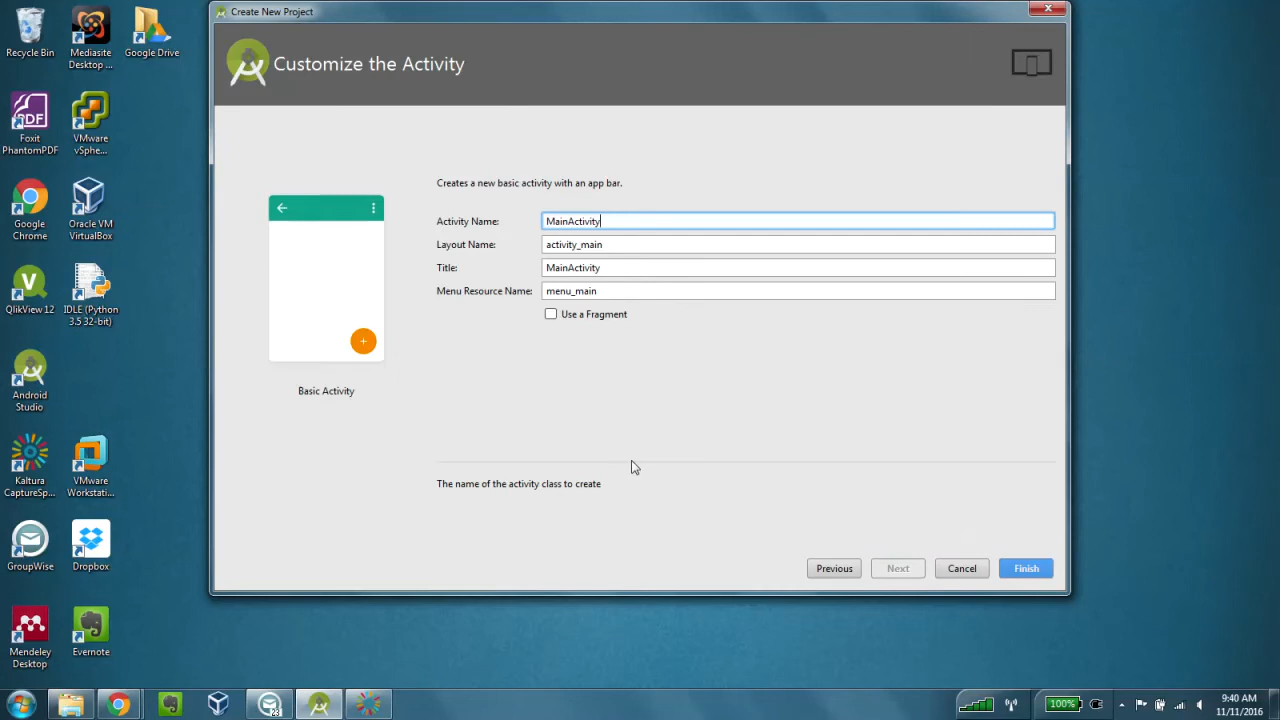 Create New Project
Customize the Activity
Creates a new basic activity with an app bar.
Activity Name: MainActivity
Layout Name: activity_main
Title: MainActivity
Menu Resource Name: menu_main
Use a Fragment
Basic Activity
The name of the activity class to create
Previous Next Cancel Finish
Recycle Bin
Mediasite
Desktop ...
Google Drive
Foxit
PhantomPDF
VMware
vSphe...
Google
Chrome
Oracle VM
VirtualBox
QlikView 12
IDLE (Python
3.5 32-bit)
Android
Studio
Kaltura
CaptureSp...
VMware
Workstati...
GroupWise
Dropbox
Mendeley
Desktop
Evernote
23
100%
9:40 AM
11/11/2016